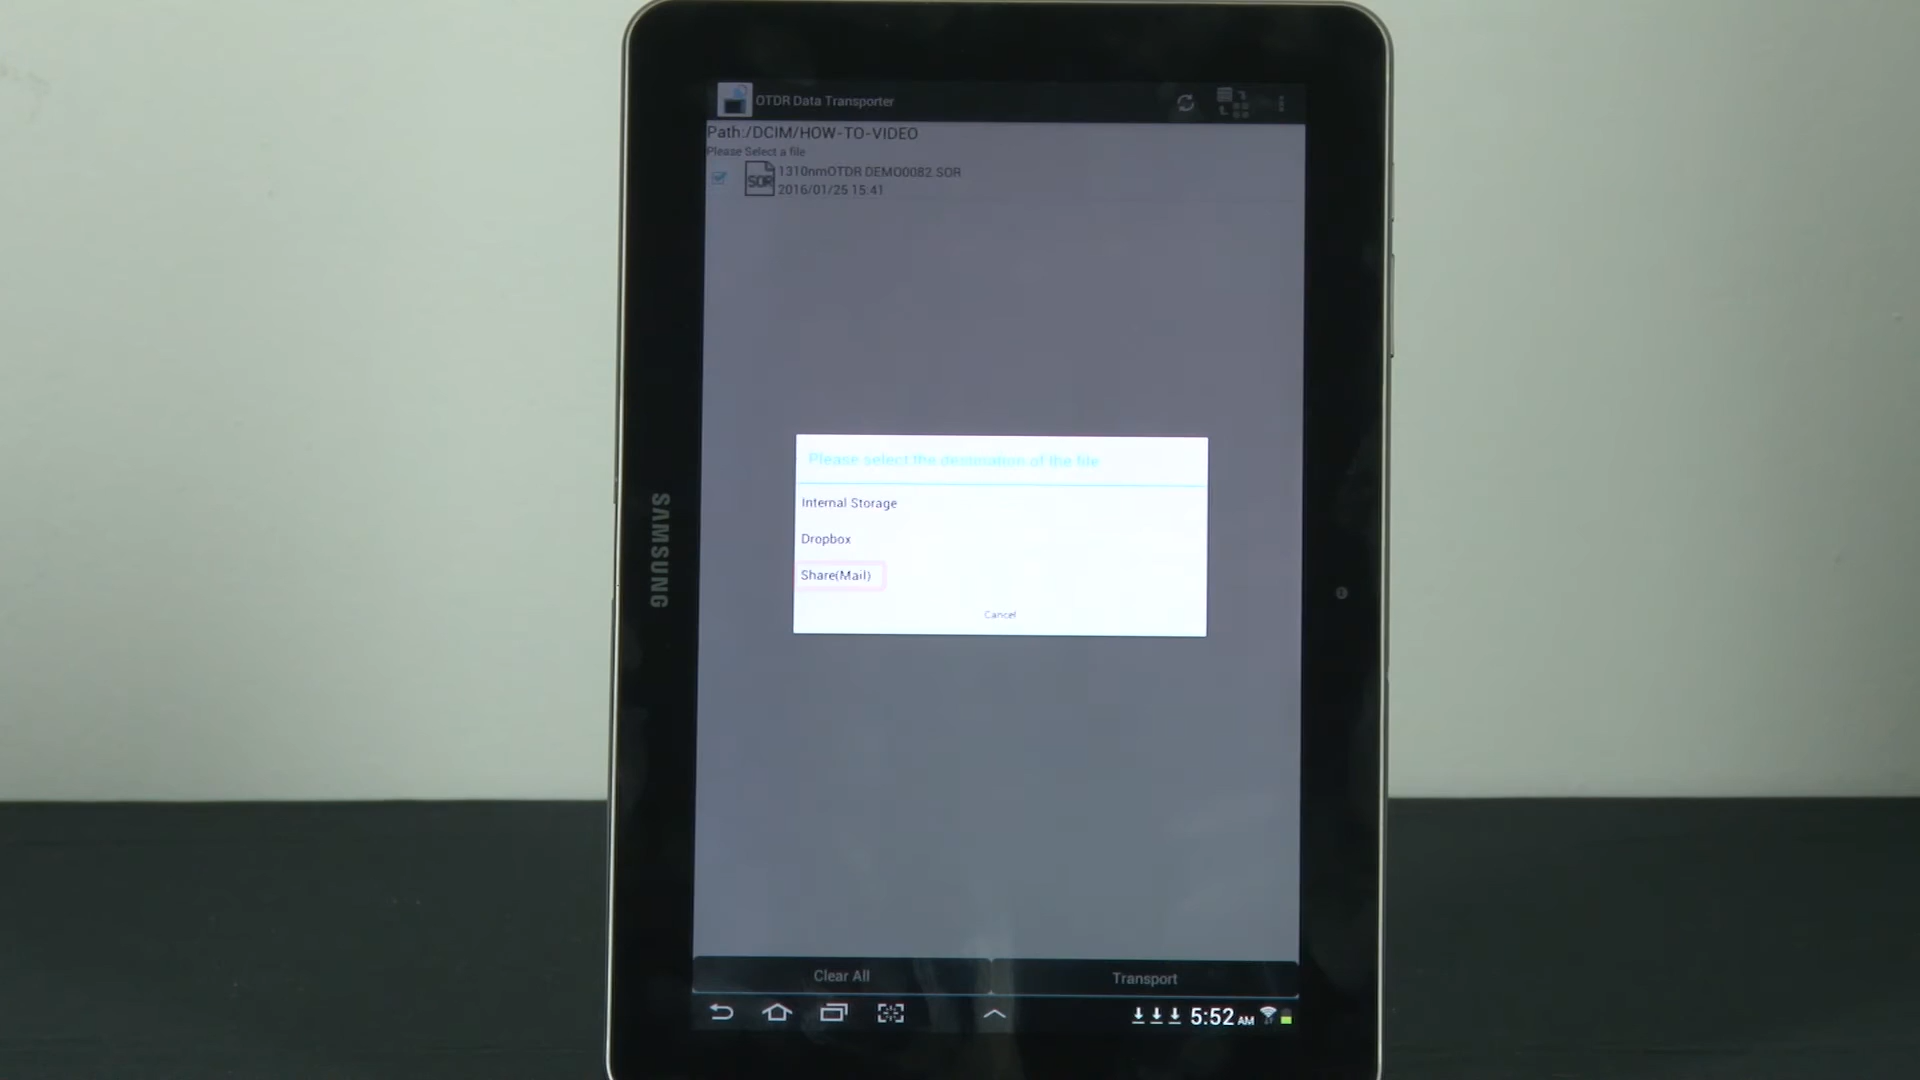 OTDR Data Transporter
Path:/DCIM/HOW-TO-VIDEO
Please Select a file
SOR
1310nmOTDR DEMO0082.SOR
2016/01/25 15:41
Please select the destination of the file
Internal Storage
Dropbox
Share(Mail)
Cancel
SAMSUNG
Clear All
Transport
5:52 AM